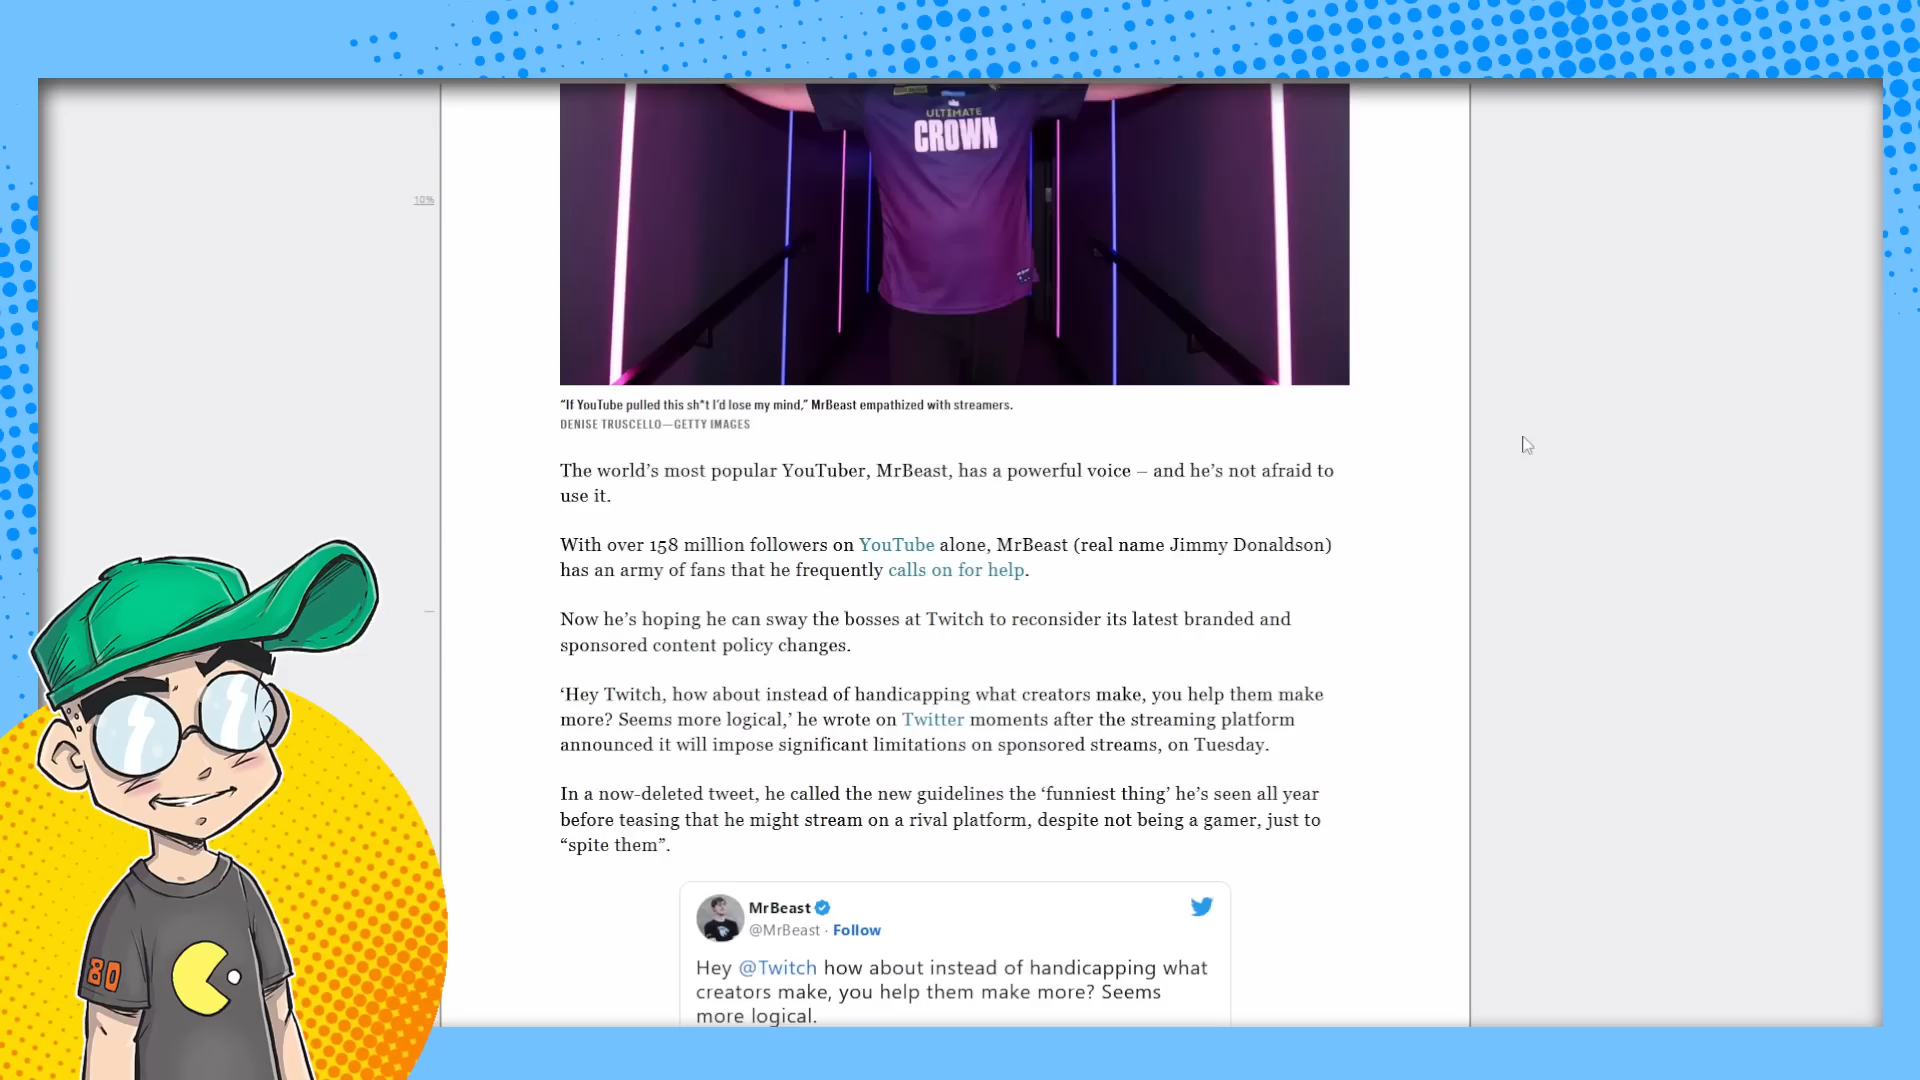 ULTIMATE
CROWN
10%
“If YouTube pulled this sh*t I’d lose my mind,” MrBeast empathized with streamers.
DENISE TRUSCELLO—GETTY IMAGES
The world’s most popular YouTuber, MrBeast, has a powerful voice – and he’s not afraid to
use it.
With over 158 million followers on YouTube alone, MrBeast (real name Jimmy Donaldson)
has an army of fans that he frequently calls on for help.
Now he’s hoping he can sway the bosses at Twitch to reconsider its latest branded and
sponsored content policy changes.
‘Hey Twitch, how about instead of handicapping what creators make, you help them make
more? Seems more logical,’ he wrote on Twitter moments after the streaming platform
announced it will impose significant limitations on sponsored streams, on Tuesday.
In a now-deleted tweet, he called the new guidelines the ‘funniest thing’ he’s seen all year
before teasing that he might stream on a rival platform, despite not being a gamer, just to
“spite them”.
MrBeast
@MrBeast · Follow
Hey @Twitch how about instead of handicapping what
creators make, you help them make more? Seems
more logical.
80